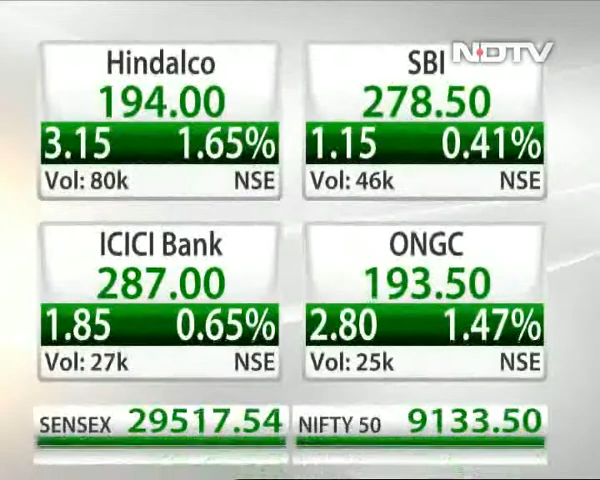 NDTV
Hindalco
194.00
3.15 1.65%
Vol: 80k NSE
SBI
278.50
1.15 0.41%
Vol: 46k NSE
ICICI Bank
287.00
1.85 0.65%
Vol: 27k NSE
ONGC
193.50
2.80 1.47%
Vol: 25k NSE
SENSEX 29517.54
NIFTY 50 9133.50